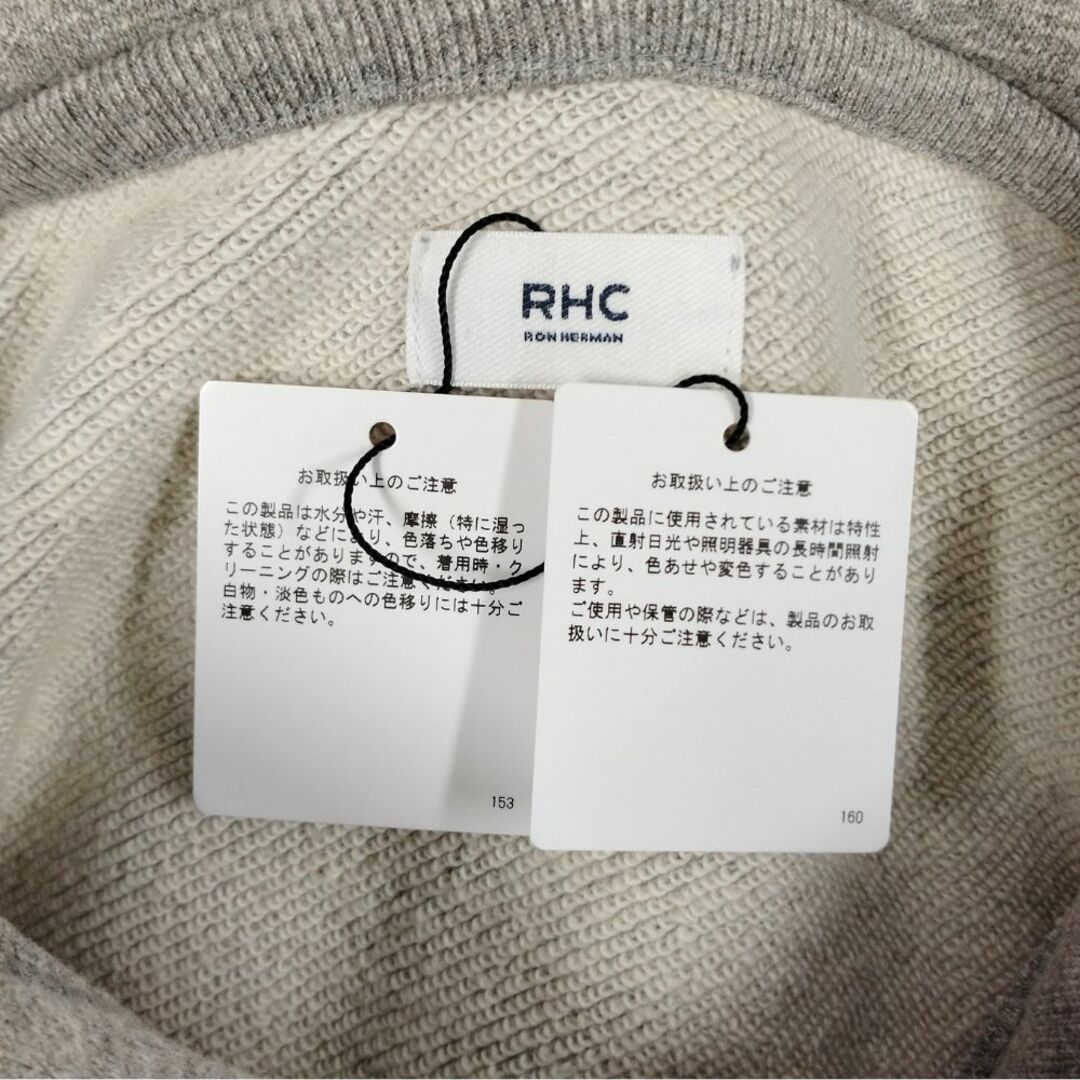 RHC
RON HERMAN
お取扱い上のご注意
この製品は水分や汗、摩擦（特に湿っ
た状態）などにより、色落ちや色移り
することがありますので、着用時・ク
リーニングの際はご注意ください。
白物・淡色ものへの色移りには十分ご
注意ください。
153
お取扱い上のご注意
この製品に使用されている素材は特性
上、直射日光や照明器具の長時間照射
により、色あせや変色することがあり
ます。
ご使用や保管の際などは、製品のお取
扱いに十分ご注意ください。
160